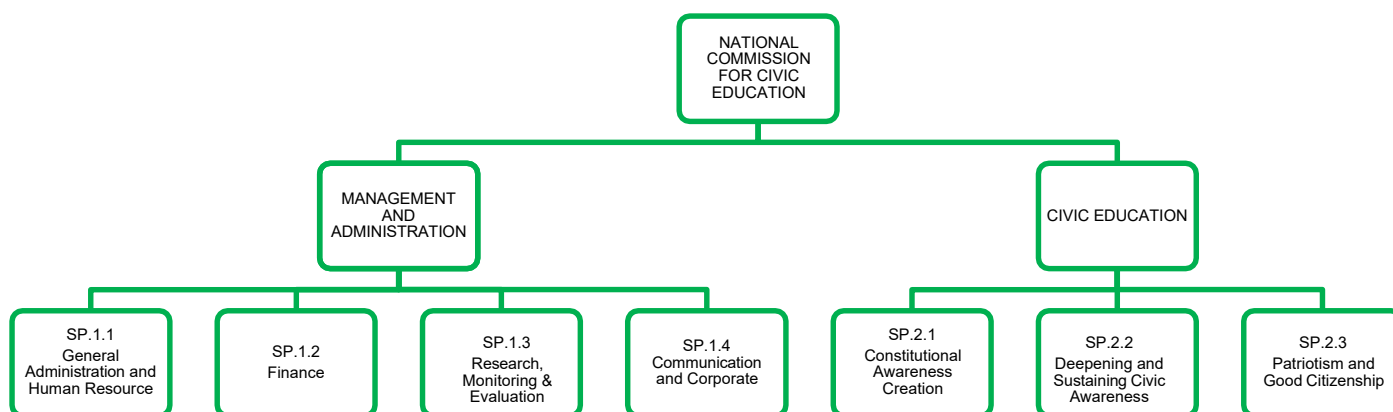 NATIONAL
COMMISSION
FOR CIVIC
EDUCATION
MANAGEMENT
AND
ADMINISTRATION
CIVIC EDUCATION
SP.1.1
General
Administration and
Human Resource
SP.1.2
Finance
SP.1.3
Research,
Monitoring &
Evaluation
SP.1.4
Communication
and Corporate
SP.2.1
Constitutional
Awareness
Creation
SP.2.2
Deepening and
Sustaining Civic
Awareness
SP.2.3
Patriotism and
Good Citizenship